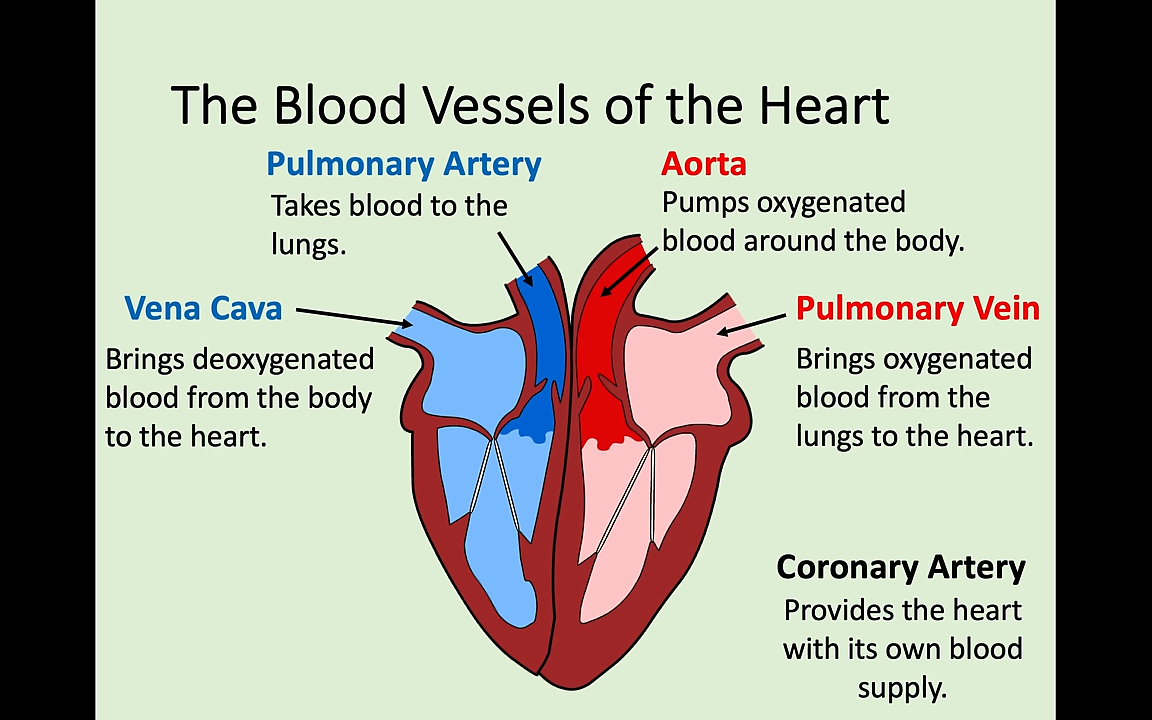 The Blood Vessels of the Heart
Pulmonary Artery
Takes blood to the
lungs.
Aorta
Pumps oxygenated
blood around the body.
Vena Cava
Brings deoxygenated
blood from the body
to the heart.
Pulmonary Vein
Brings oxygenated
blood from the
lungs to the heart.
Coronary Artery
Provides the heart
with its own blood
supply.